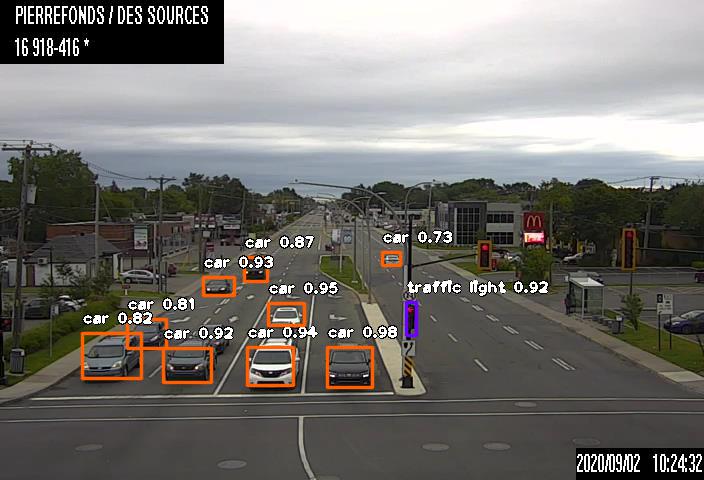 PIERREFONDS / DES SOURCES
16 918-416 *
car 0.87
car 0.73
car 0.93
car 0.95
traffic light 0.92
car 0.81
car 0.82
car 0.92
car 0.94
car 0.98
2020/09/02 10:24:32